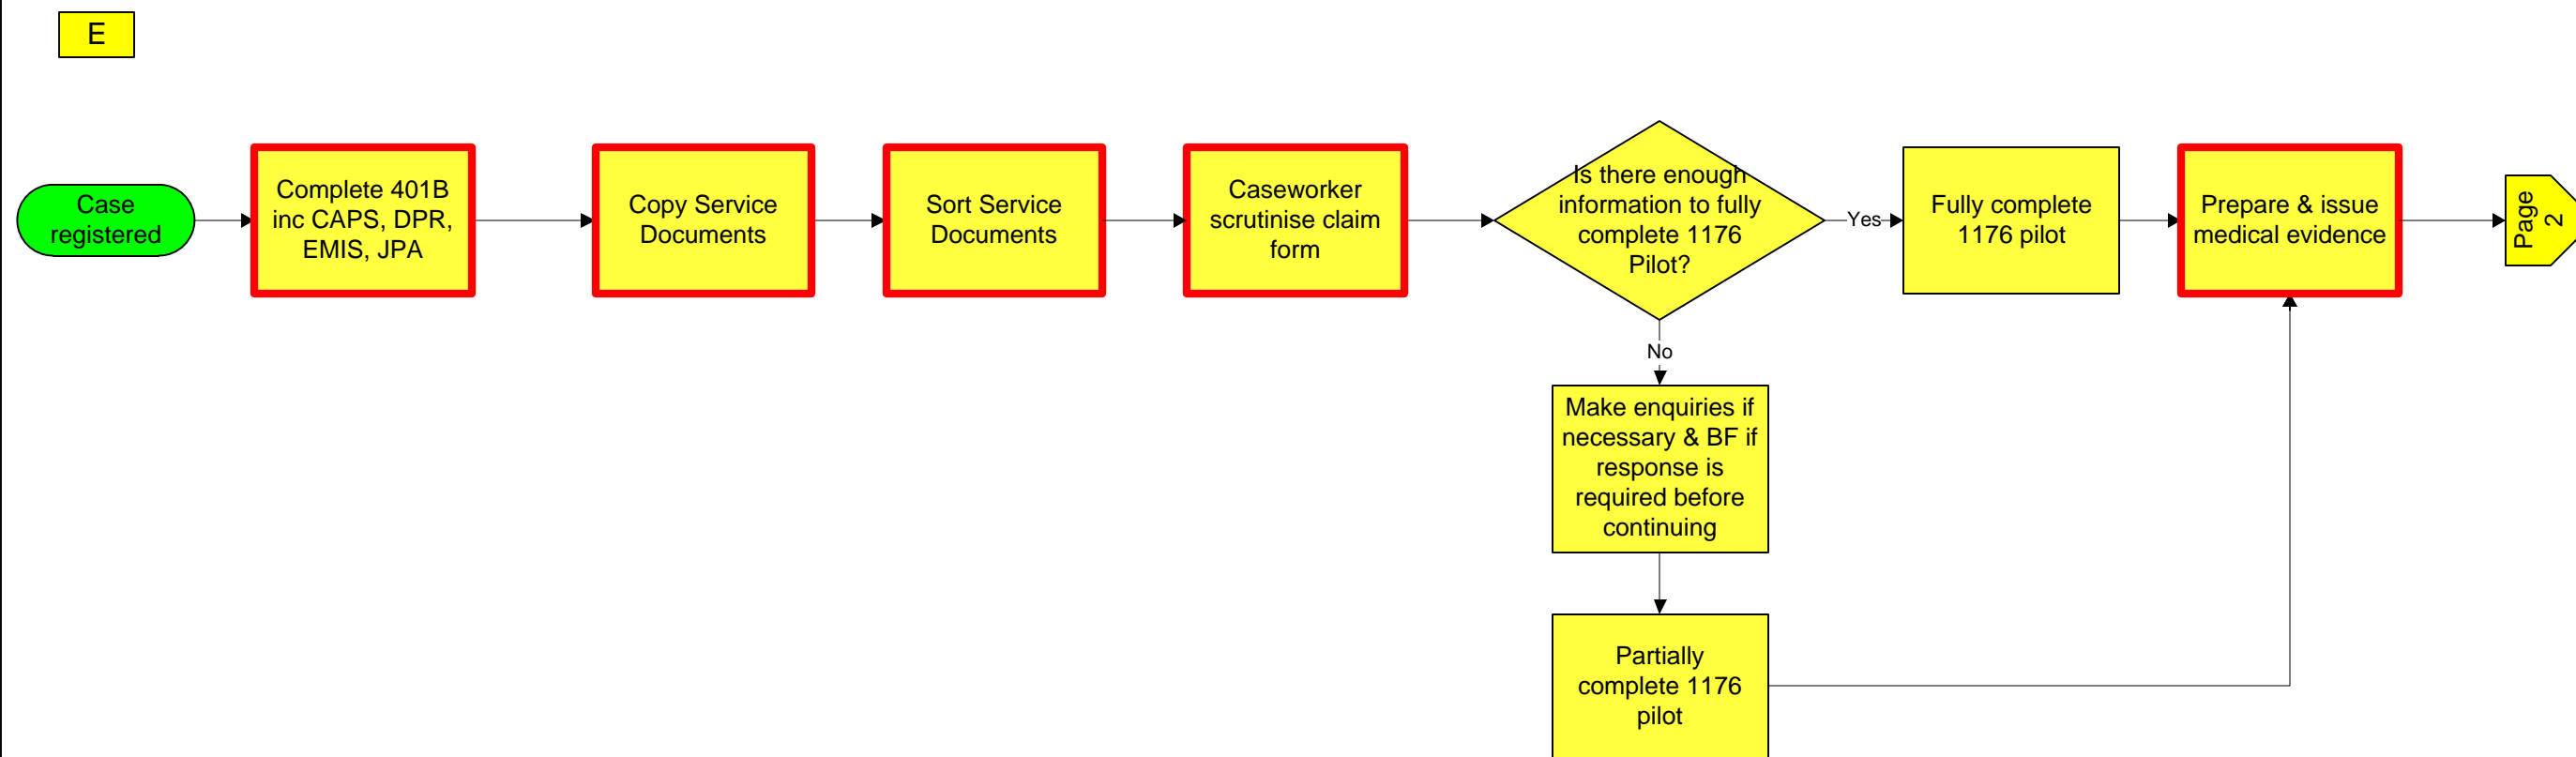 E
Case
registered
Complete 401B
inc CAPS, DPR,
EMIS, JPA
Copy Service
Documents
Sort Service
Documents
Caseworker
scrutinise claim
form
Is there enough
information to fully
complete 1176
Pilot?
Yes
Fully complete
1176 pilot
Prepare & issue
medical evidence
Page
2
No
Make enquiries if
necessary & BF if
response is
required before
continuing
Partially
complete 1176
pilot